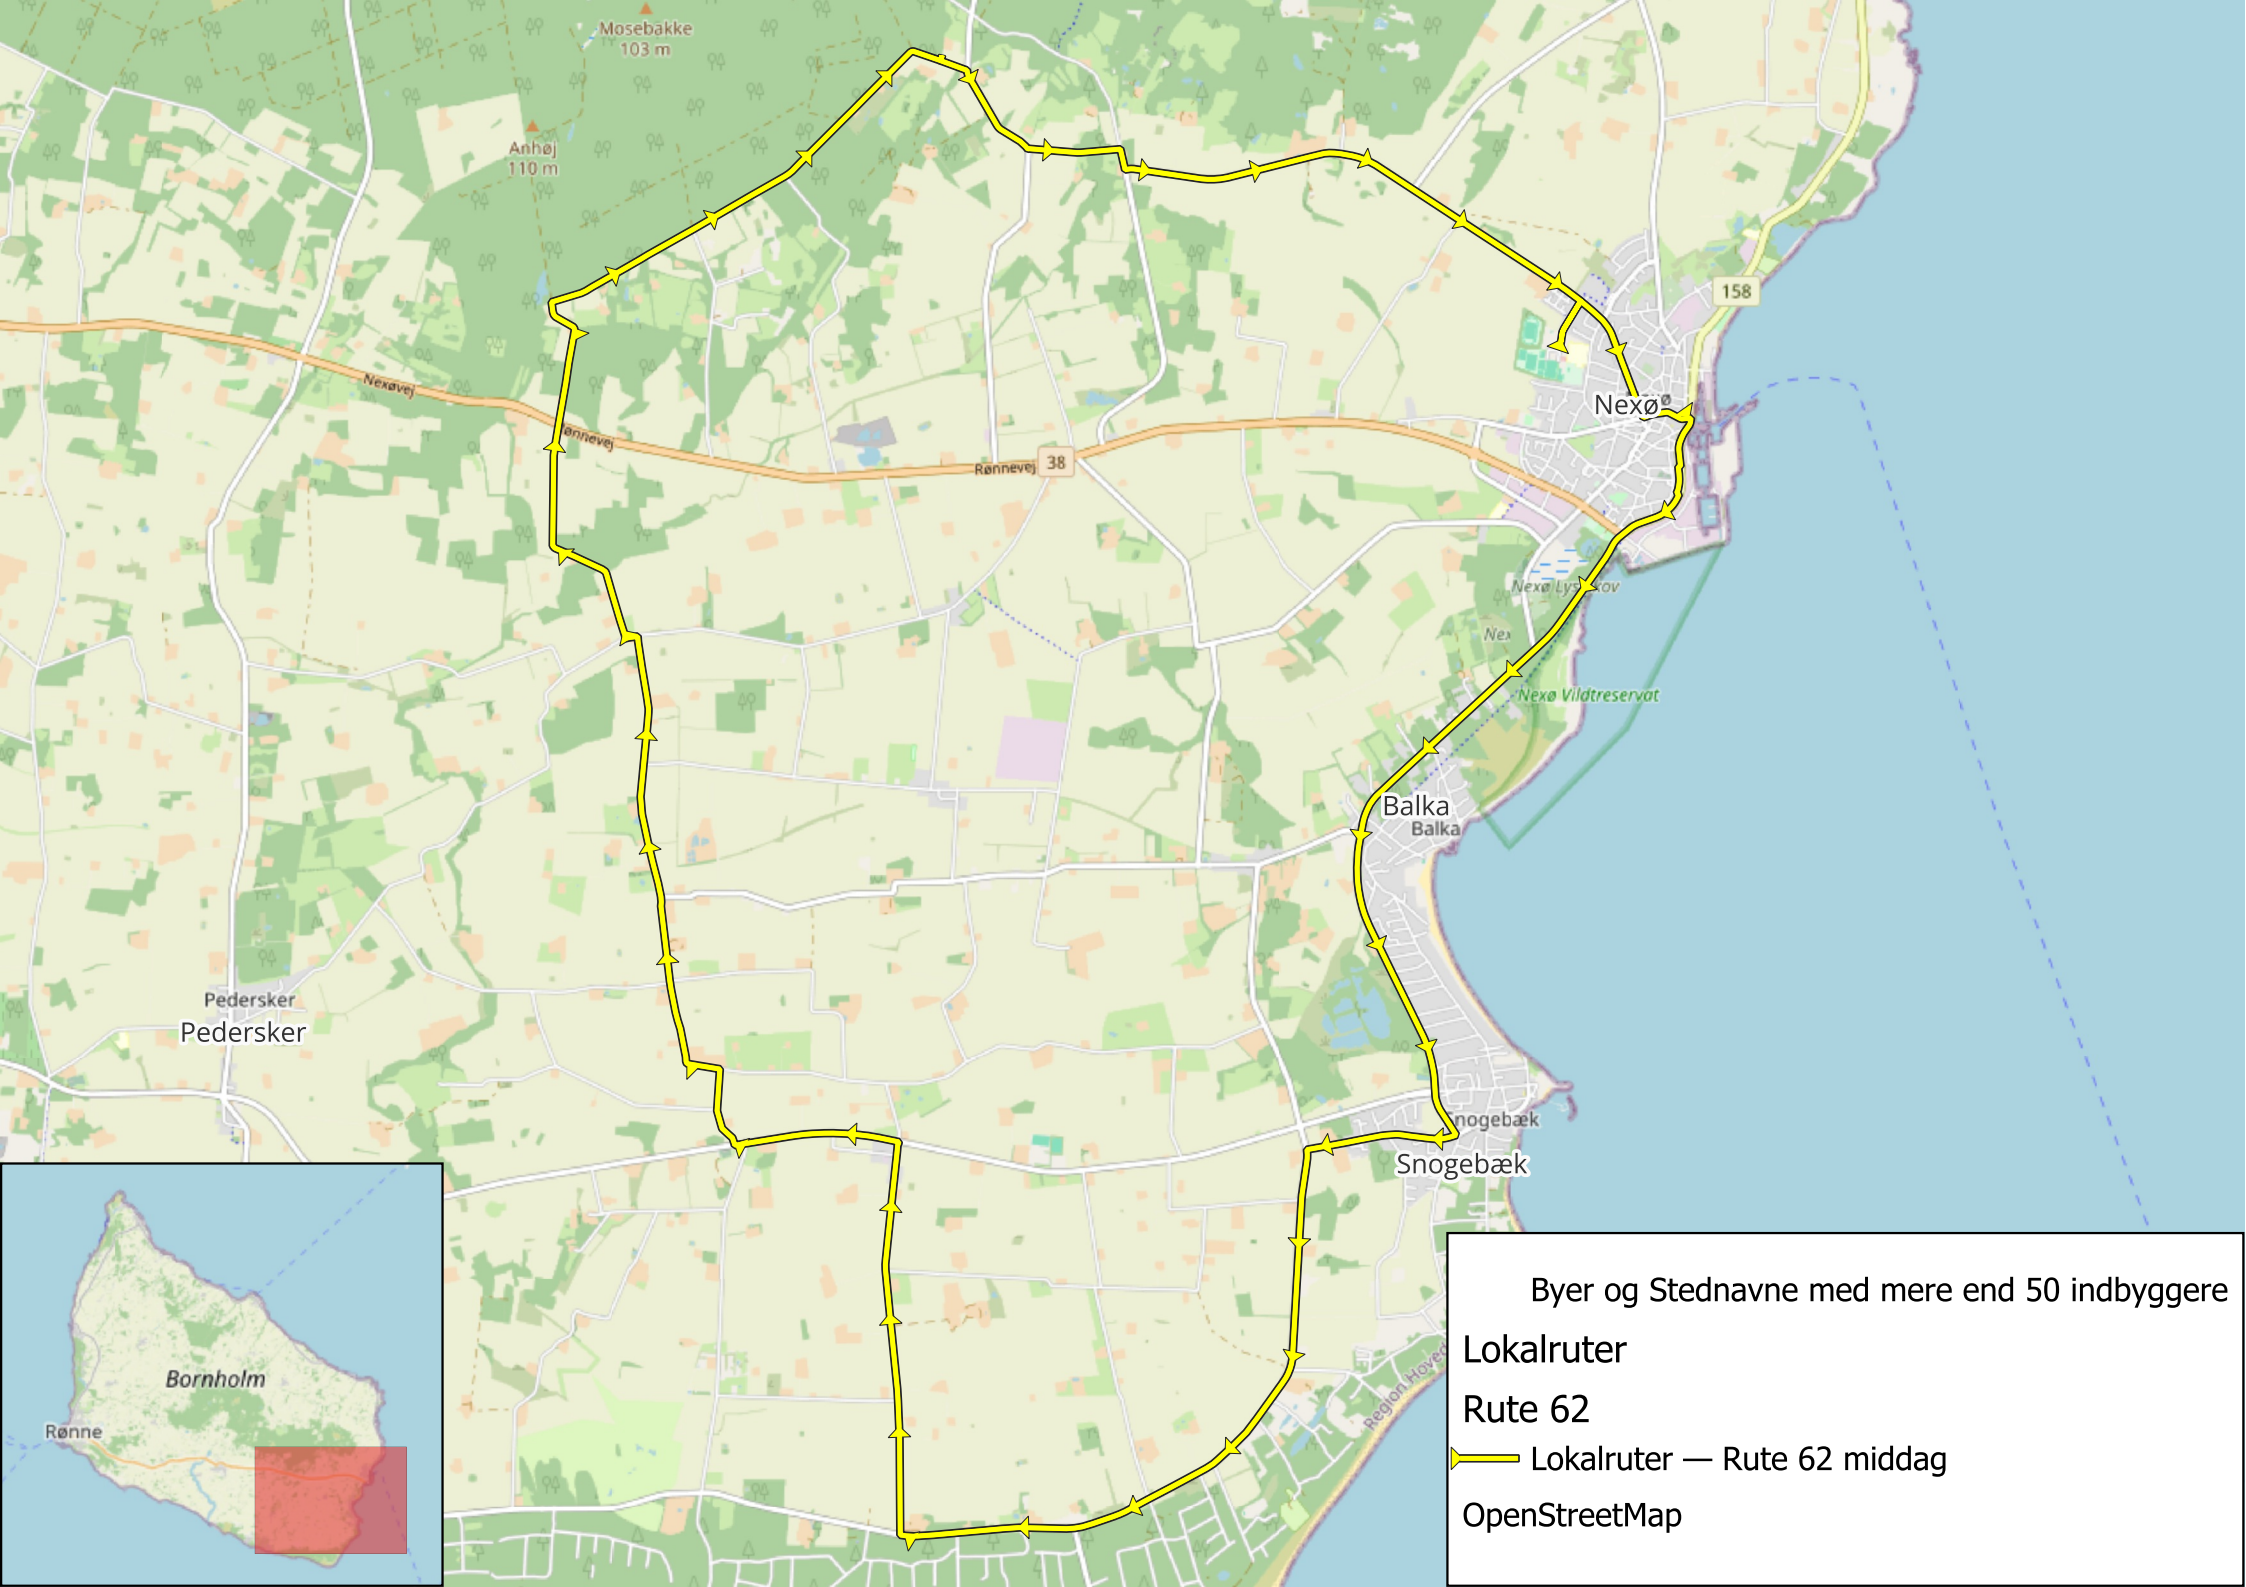 Mosebakke
103 m
Anhøj
110 m
158
Nexøvej
Rønnevej
38
Nexø
Nexø Vildtreservat
Balka
Balka
Pedersker
Pedersker
Snogebæk
Snogebæk
Bornholm
Rønne
Byer og Stednavne med mere end 50 indbyggere
Lokalruter
Rute 62
Lokalruter — Rute 62 middag
OpenStreetMap